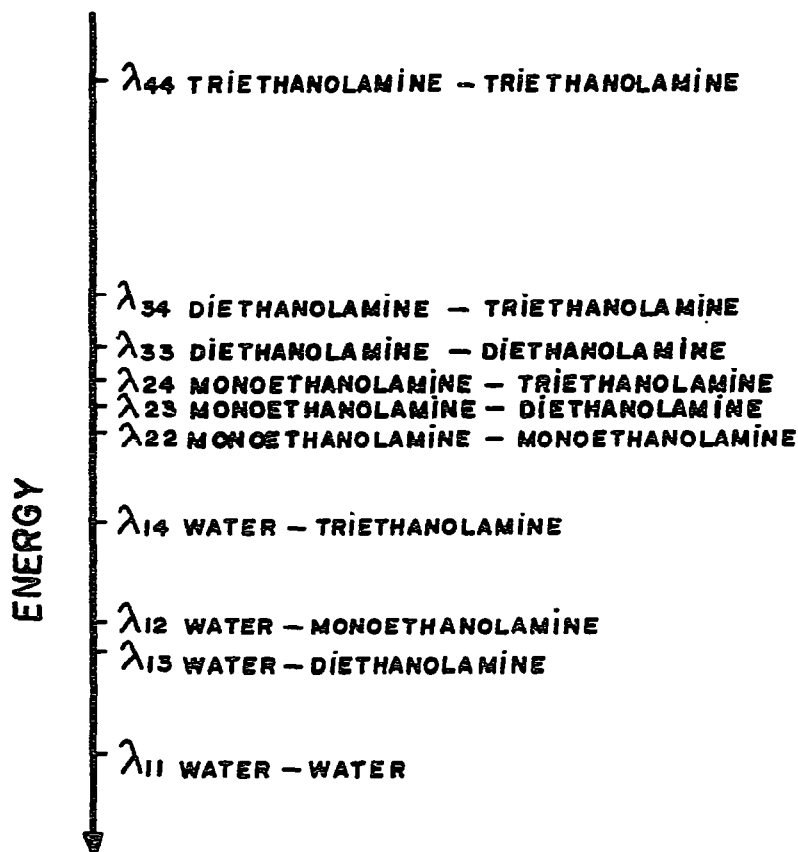 λ44 TRiETHANOLAMiNE – TRiETHANOLAMiNE
λ34 DiETHANOLAMiNE – TRiETHANOLAMiNE
λ33 DiETHANOLAMiNE – DiETHANOLAMiNE
λ24 MONOETHANOLAMiNE – TRiETHANOLAMiNE
λ23 MONOETHANOLAMiNE – DiETHANOLAMiNE
λ22 MONOETHANOLAMiNE – MONOETHANOLAMiNE
λ14 WATER – TRiETHANOLAMiNE
λ12 WATER – MONOETHANOLAMiNE
λ13 WATER – DiETHANOLAMiNE
λ11 WATER – WATER
ENERGY